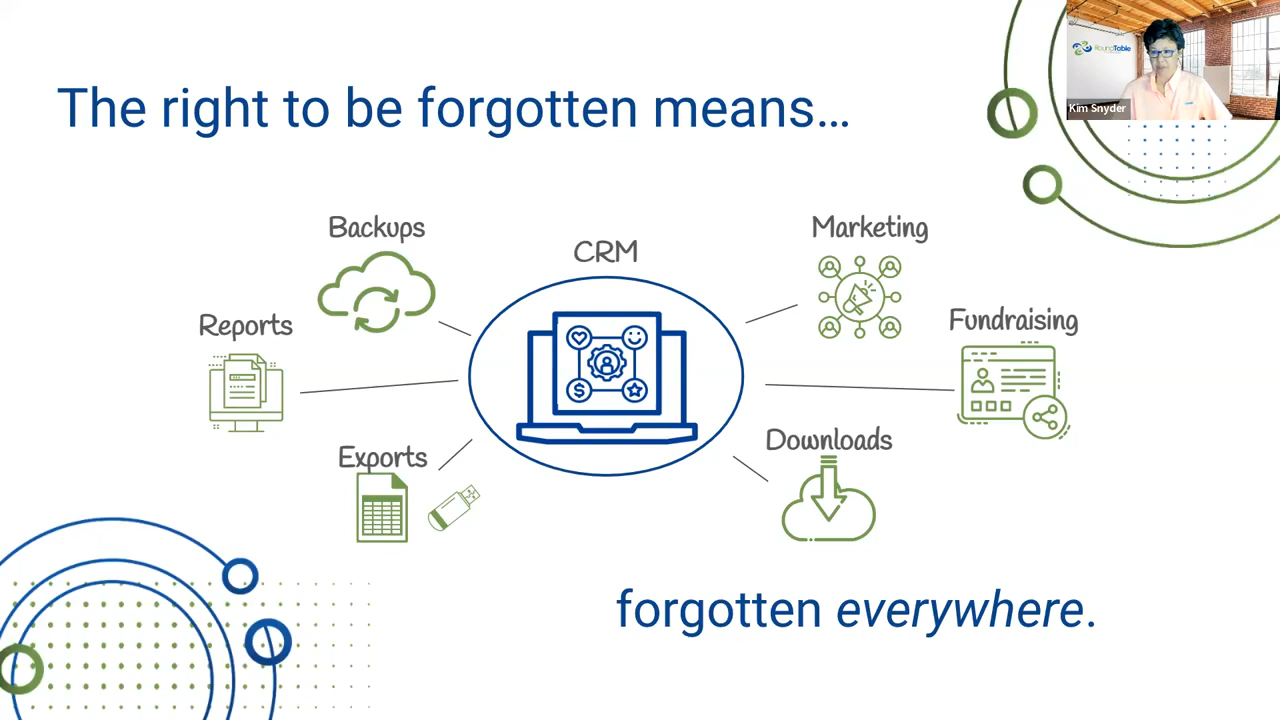 The right to be forgotten means...
RoundTable
Kim Snyder
Backups
CRM
Marketing
Reports
Fundraising
Exports
Downloads
$
forgotten everywhere.